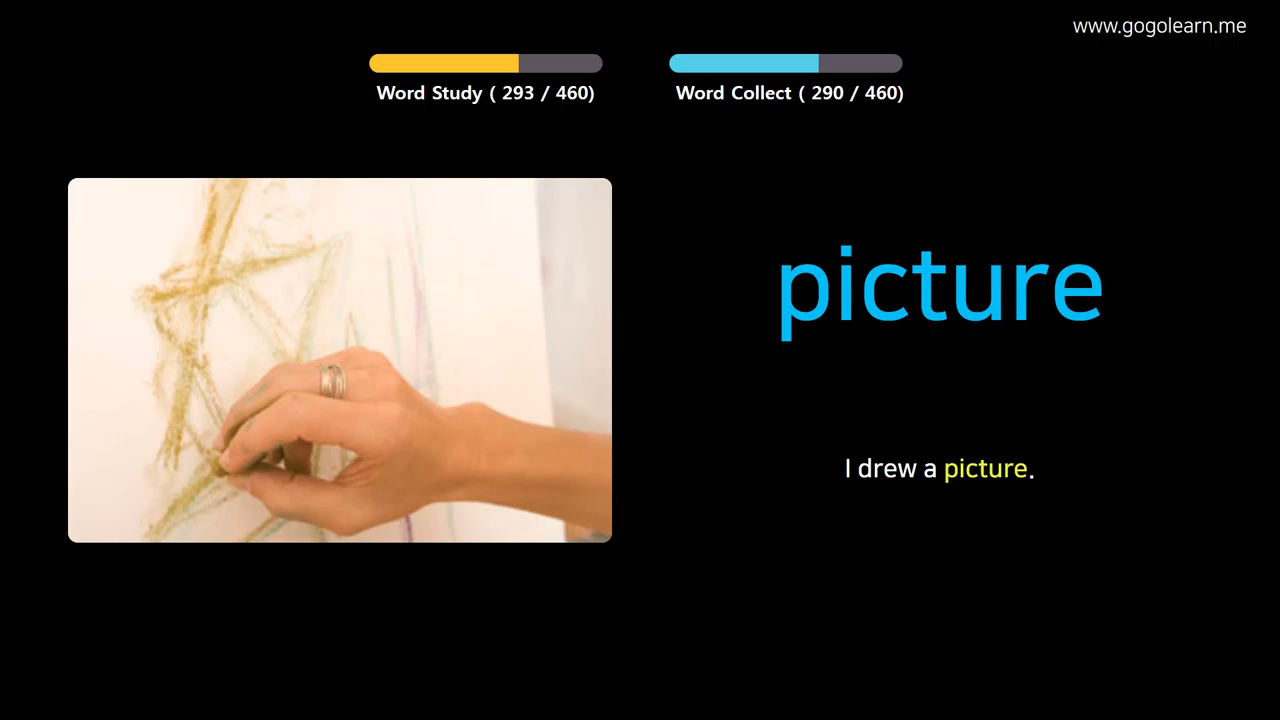 www.gogolearn.me
Word Study ( 293 / 460)
Word Collect ( 290 / 460)
picture
I drew a picture.